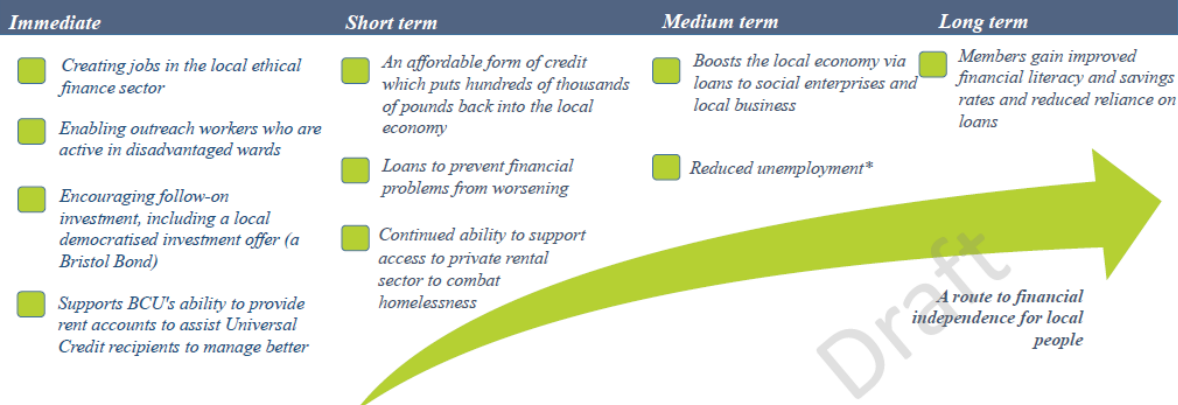 Immediate
Short term
Medium term
Long term
Creating jobs in the local ethical
finance sector
Enabling outreach workers who are
active in disadvantaged wards
Encouraging follow-on
investment, including a local
democratised investment offer (a
Bristol Bond)
Supports BCU's ability to provide
rent accounts to assist Universal
Credit recipients to manage better
An affordable form of credit
which puts hundreds of thousands
of pounds back into the local
economy
Loans to prevent financial
problems from worsening
Continued ability to support
access to private rental
sector to combat
homelessness
Boosts the local economy via
loans to social enterprises and
local business
Reduced unemployment*
Members gain improved
financial literacy and savings
rates and reduced reliance on
loans
A route to financial
independence for local
people
Draft